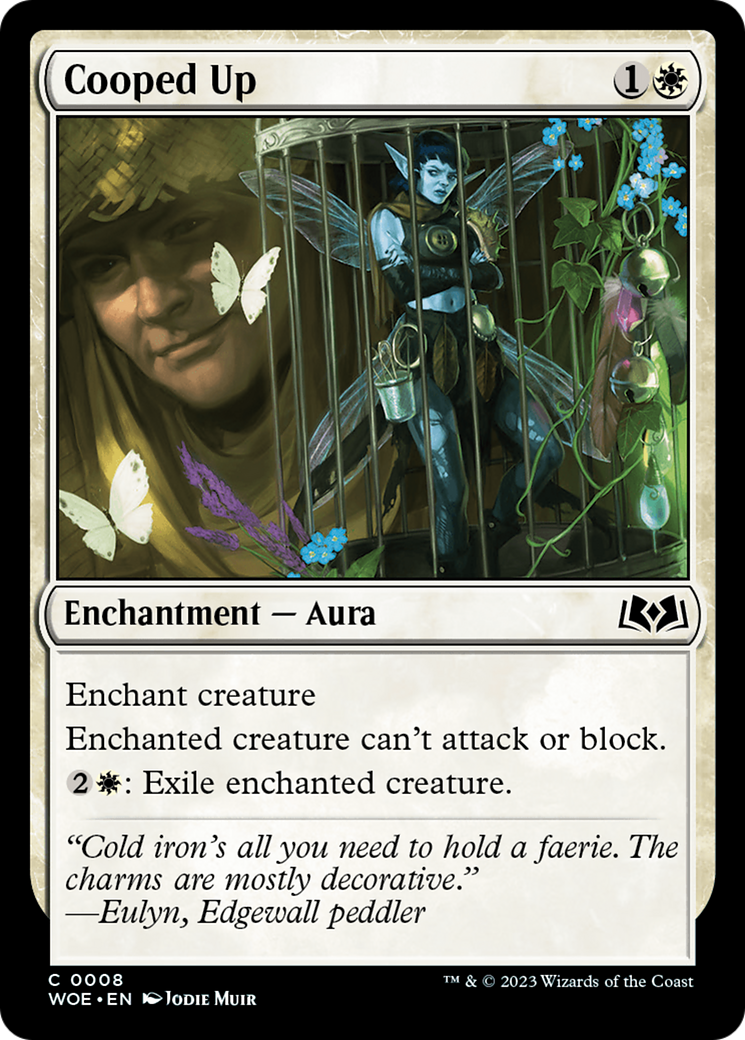 Cooped Up 1
Enchantment — Aura
Enchant creature
Enchanted creature can't attack or block.
2 : Exile enchanted creature.
“Cold iron's all you need to hold a faerie. The
charms are mostly decorative.”
—Eulyn, Edgewall peddler
C 0008
WOE • EN Jodie Muir
™ & © 2023 Wizards of the Coast